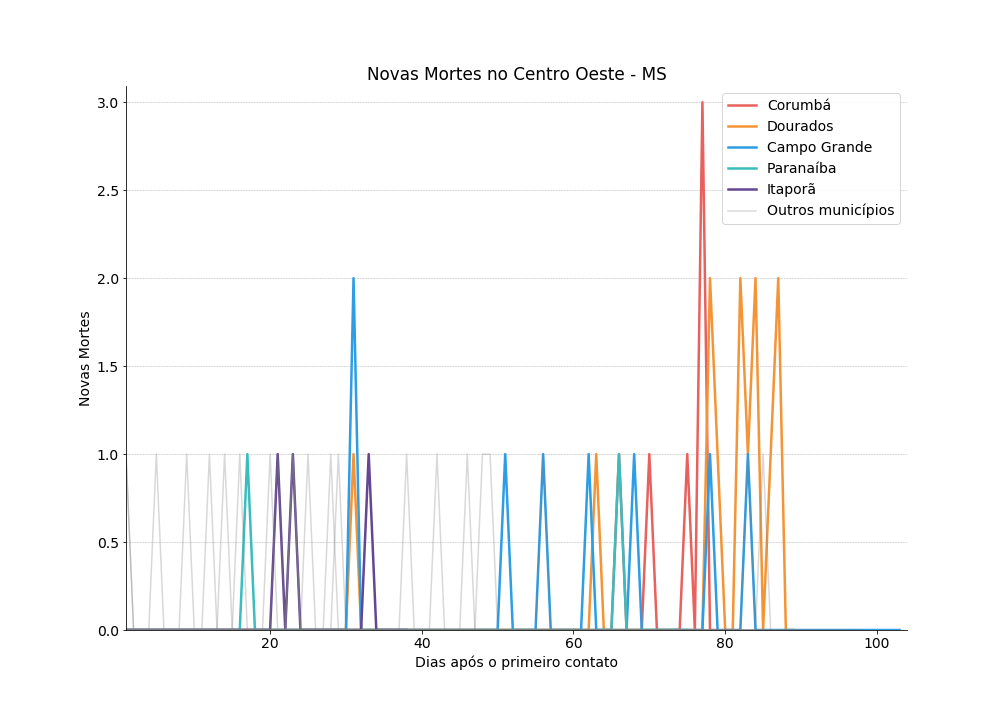 Novas Mortes no Centro Oeste - MS
Corumbá
Dourados
Campo Grande
Paranaíba
Itaporã
Outros municípios
Novas Mortes
3.0
2.5
2.0
1.5
1.0
0.5
0.0
20 40 60 80 100
Dias após o primeiro contato